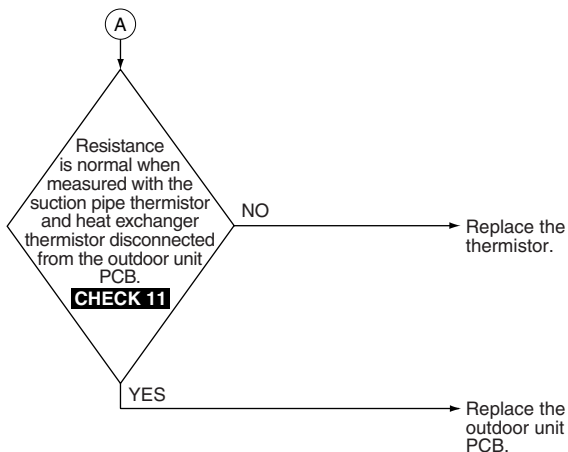 A
Resistance
is normal when
measured with the
suction pipe thermistor
and heat exchanger
thermistor disconnected
from the outdoor unit
PCB.
CHECK 11
NO
Replace the
thermistor.
YES
Replace the
outdoor unit
PCB.